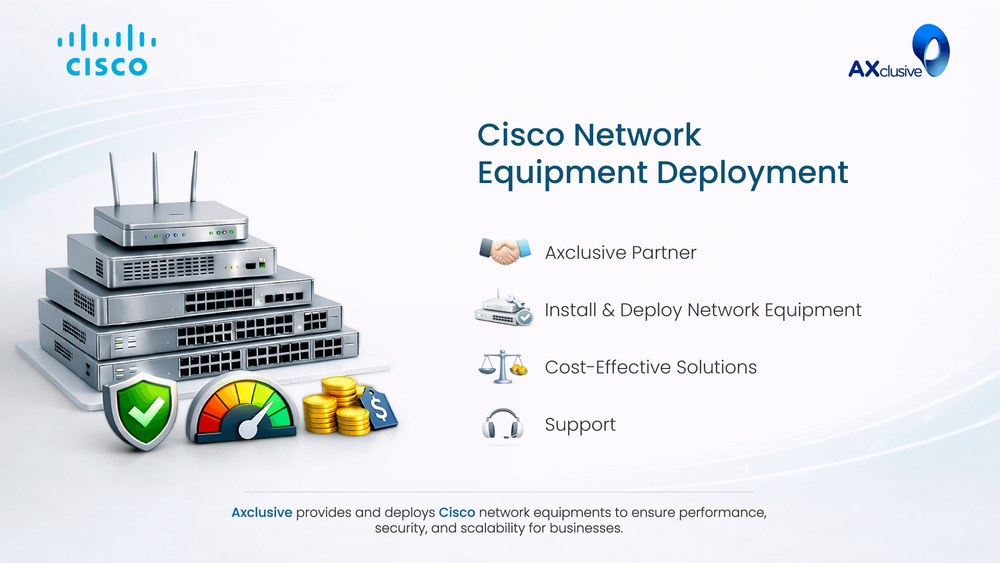 CISCO
AXclusive
Cisco Network
Equipment Deployment
Axclusive Partner
Install & Deploy Network Equipment
Cost-Effective Solutions
Support
$
Axclusive provides and deploys Cisco network equipments to ensure performance,
security, and scalability for businesses.